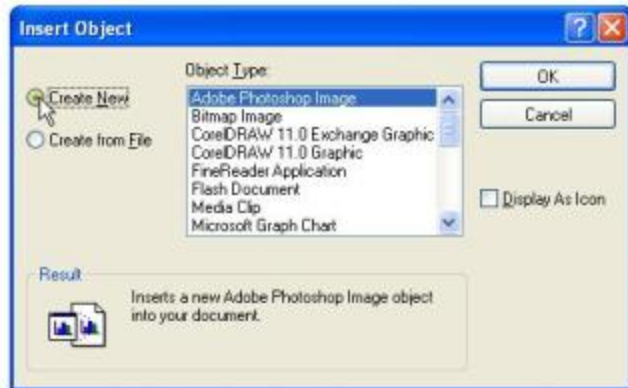 Insert Object
Create New
Create from File
Object Type:
Adobe Photoshop Image
Bitmap Image
CorelDRAW 11.0 Exchange Graphic
CorelDRAW 11.0 Graphic
FineReader Application
Flash Document
Media Clip
Microsoft Graph Chart
OK
Cancel
Display As Icon
Result
Inserts a new Adobe Photoshop Image object
into your document.